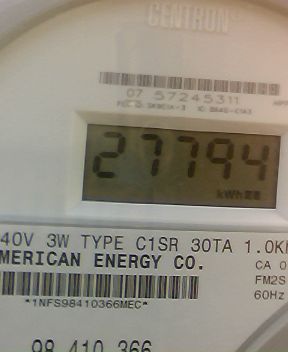 CENTRON
07 57245311
27794
kWh
40V 3W TYPE C1SR 30TA 1.0K
MERICAN ENERGY CO.
CA 0
FM2S
*1NFS98410366MEC*
60Hz
98 410 366